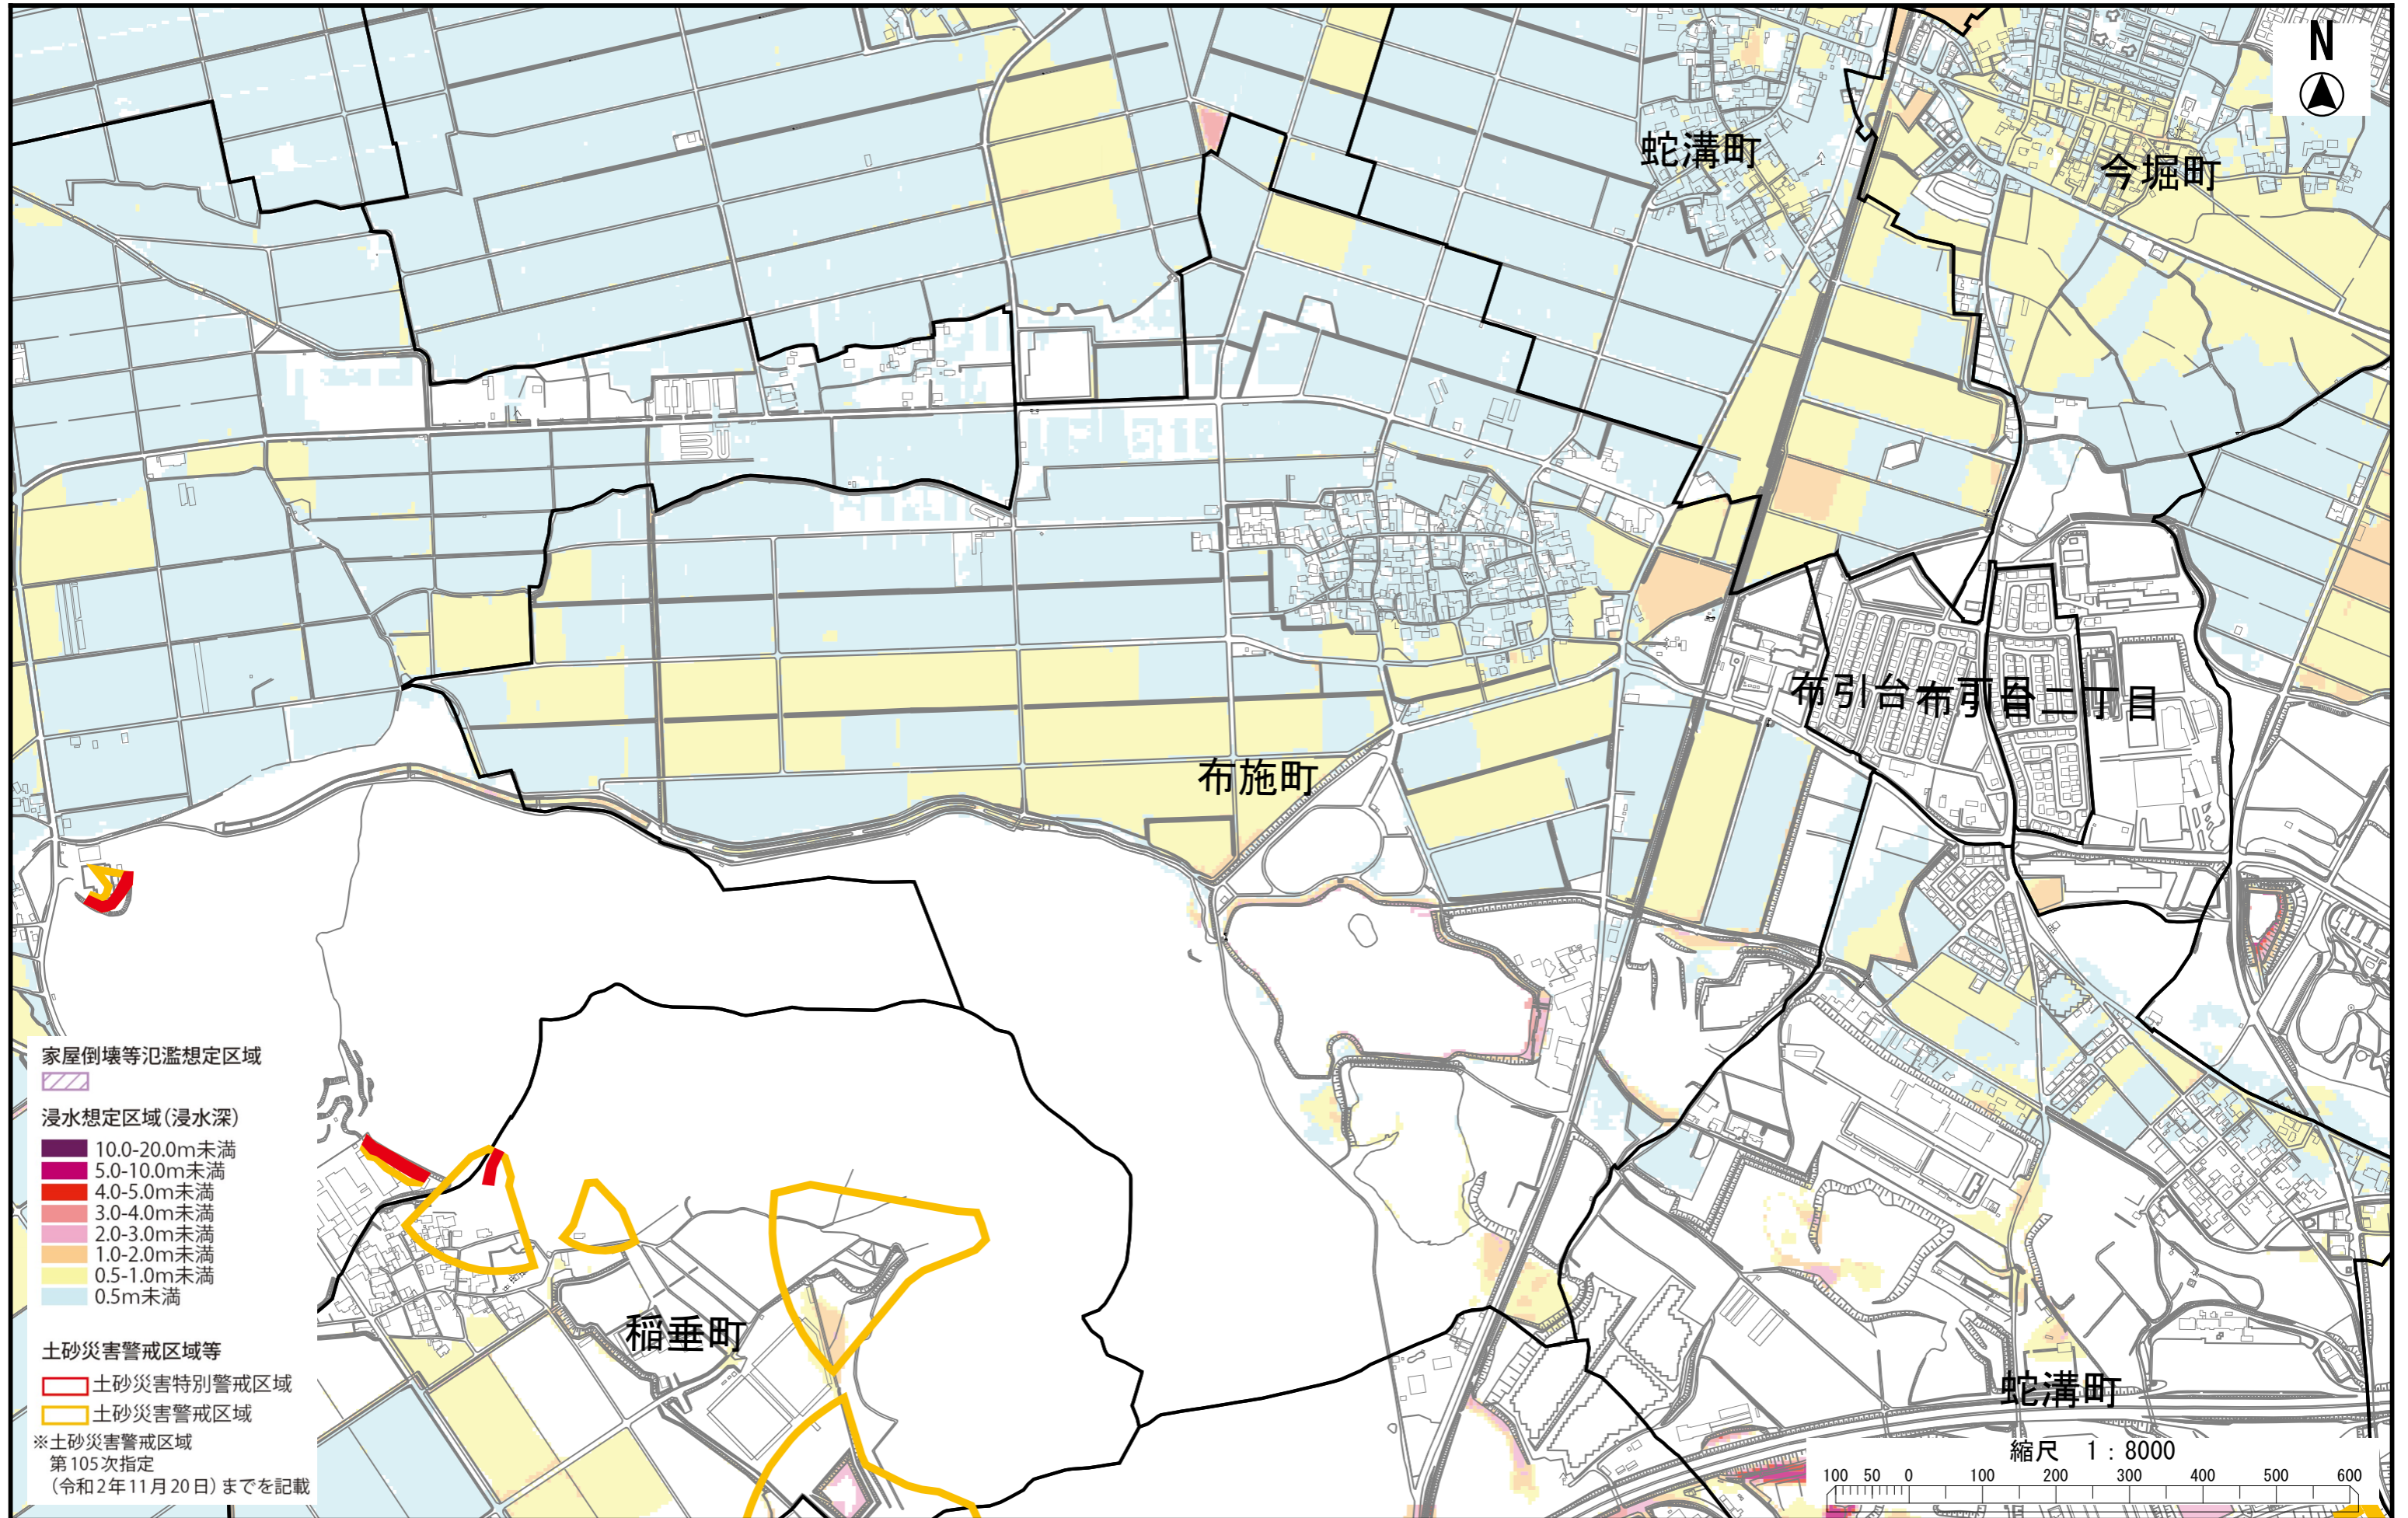 N
蛇溝町
今堀町
布引台一丁目
布引台二丁目
布施町
稲垂町
蛇溝町
家屋倒壊等氾濫想定区域
浸水想定区域(浸水深)
10.0-20.0m未満
5.0-10.0m未満
4.0-5.0m未満
3.0-4.0m未満
2.0-3.0m未満
1.0-2.0m未満
0.5-1.0m未満
0.5m未満
土砂災害警戒区域等
土砂災害特別警戒区域
土砂災害警戒区域
※土砂災害警戒区域
第105次指定
(令和2年11月20日)までを記載
縮尺 1:8000
100 50 0 100 200 300 400 500 600